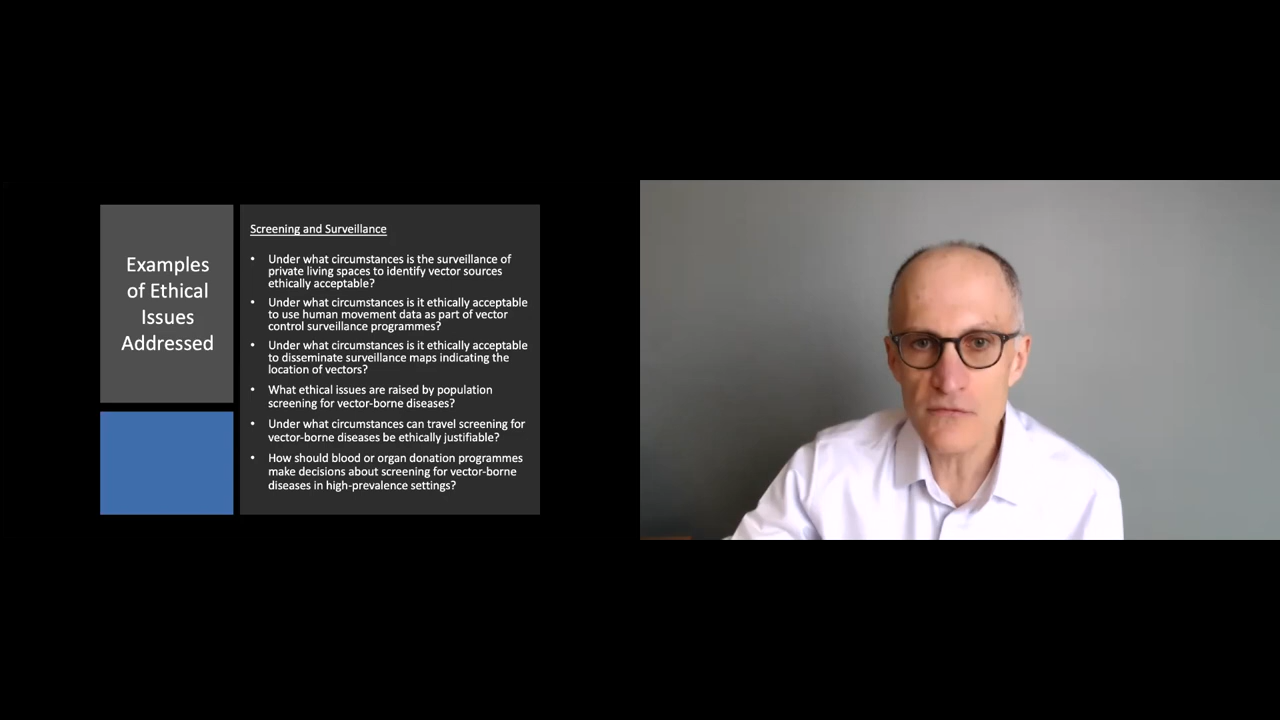 Examples
of Ethical
Issues
Addressed
Screening and Surveillance
• Under what circumstances is the surveillance of
private living spaces to identify vector sources
ethically acceptable?
• Under what circumstances is it ethically acceptable
to use human movement data as part of vector
control surveillance programmes?
• Under what circumstances is it ethically acceptable
to disseminate surveillance maps indicating the
location of vectors?
• What ethical issues are raised by population
screening for vector-borne diseases?
• Under what circumstances can travel screening for
vector-borne diseases be ethically justifiable?
• How should blood or organ donation programmes
make decisions about screening for vector-borne
diseases in high-prevalence settings?